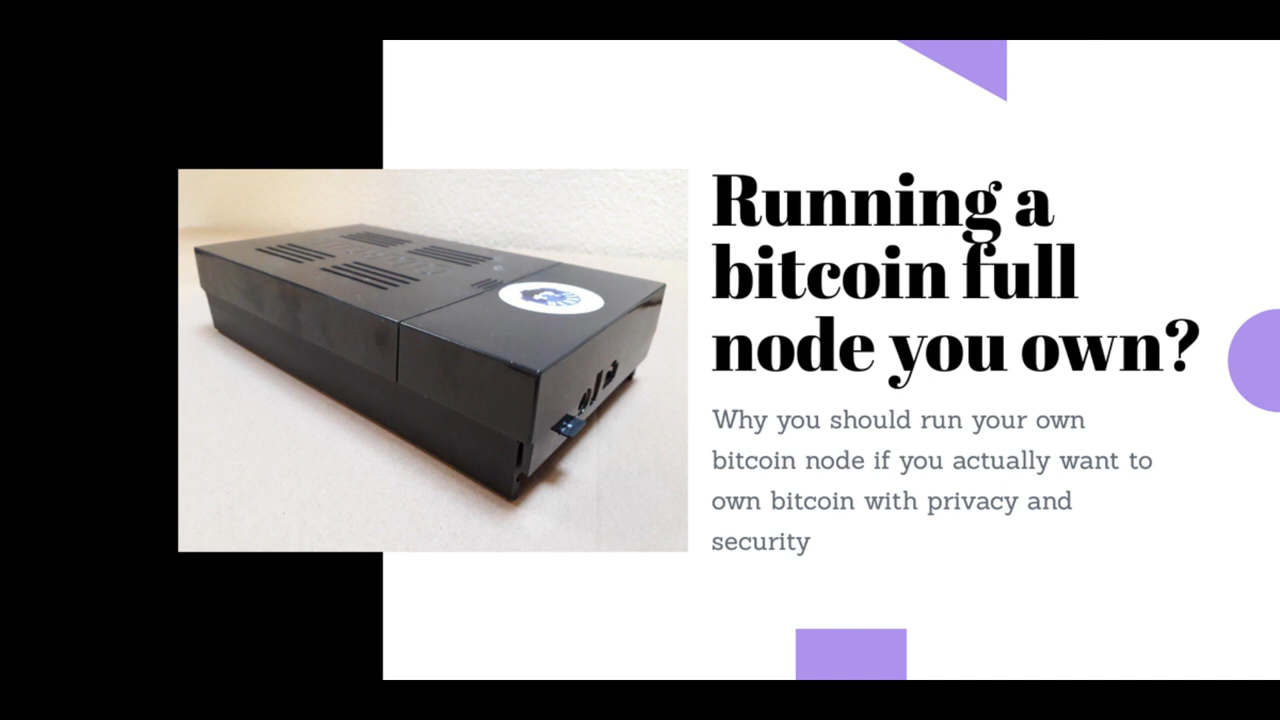 Running a
bitcoin full
node you own?
Why you should run your own
bitcoin node if you actually want to
own bitcoin with privacy and
security